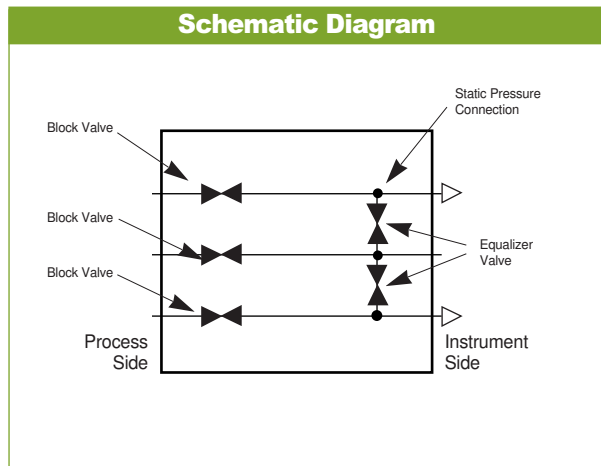 Schematic Diagram
Static Pressure
Connection
Block Valve
Block Valve
Equalizer
Valve
Block Valve
Process
Side
Instrument
Side